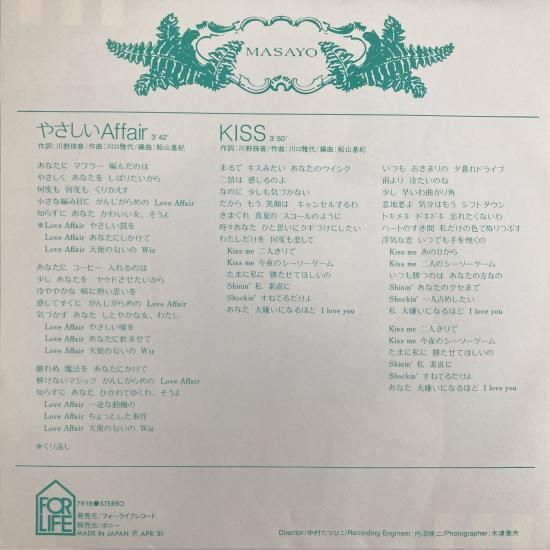 MASAYO
やさしいAffair 3'42"
作詞:川野珠音/作曲:川口雅代/編曲:船山基紀
あなたに マフラー 編んだのは
やさしく あなたを しばりたいから
何度も 何度も くりかえす
小さな編み目に がんじがらめの Love Affair
知らずに あなた かわいい女、そうよ
※Love Affair やさしい罠を
Love Affair あなたにしかけて
Love Affair 天使の匂いの Wiz
あなたに コーヒー 入れるのは
少し あなたを ヤケドさせたいから
冷ややかな 喉に熱い思いを
感じてすぐに がんじがらめの Love Affair
気づかず あなた しとやかな女、わたし
Love Affair やさしい嘘を
Love Affair あなたに飲ませて
Love Affair 天使の匂いの Wiz
離れぬ 魔法を あなたにかけて
解けないマジック がんじがらめの Love Affair
知らずに あなた ひかれてゆくわ、そうよ
Love Affair 一途な動機の
Love Affair ちょっとした事件
Love Affair 天使の匂いの Wiz
※くり返し
KISS 3'50"
作詞:川野珠音/作曲:川口雅代/編曲:船山基紀
まるで キスみたい あなたのウインク
二倍は 感じるのよ
なのに 少しも気づかない
だから もう 笑顔は キャンセルするわ
きまぐれ 真夏の スコールのように
時々あなた ひと思いにクギづけにしたい
わたしだけを 何度も恋して
Kiss me 二人きりで
Kiss me 今夜のシーソーゲーム
たまに私に 勝たせてほしいの
Shinin' 私 素直に
Shockin' すねてるだけよ
あなた 大嫌いになるほど I love you
いつも おきまりの 夕暮れドライブ
前より 冷たいのね
少し 早いわ曲がり角
意地悪よ 気分はもう シフトダウン
トキメキ ドキドキ 忘れたくないわ
ハートのすき間 私だけの色でぬりつぶす
浮気な恋 いつでも手を焼くの
Kiss me あの日から
Kiss me 二人のシーソーゲーム
いつも勝つのは あなたの方なの
Shinin' あなたのクセまで
Shockin' 一人占めしたい
私 大嫌いになるほど I love you
Kiss me 二人きりで
Kiss me 今夜のシーソーゲーム
たまに私に 勝たせてほしいの
Shinin' 私 素直に
Shockin' すねてるだけよ
あなた 大嫌いになるほど I love you
FOR LIFE
7K-18●STEREO
発売元/フォーライフレコード
販売元/ポニー
MADE IN JAPAN Ⓟ APR.'81
Director:中村たつひこ/Recording Engineer:内沼映二/Photographer:木津康夫